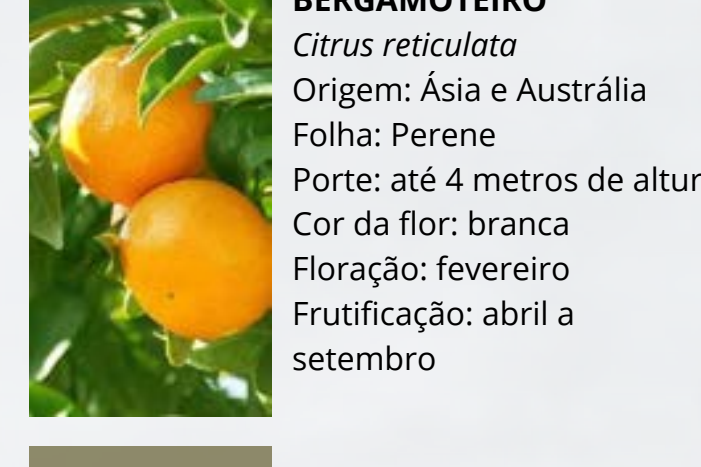 BERGAMOTEIRO
Citrus reticulata
Origem: Ásia e Austrália
Folha: Perene
Porte: até 4 metros de altur
Cor da flor: branca
Floração: fevereiro
Frutificação: abril a
setembro